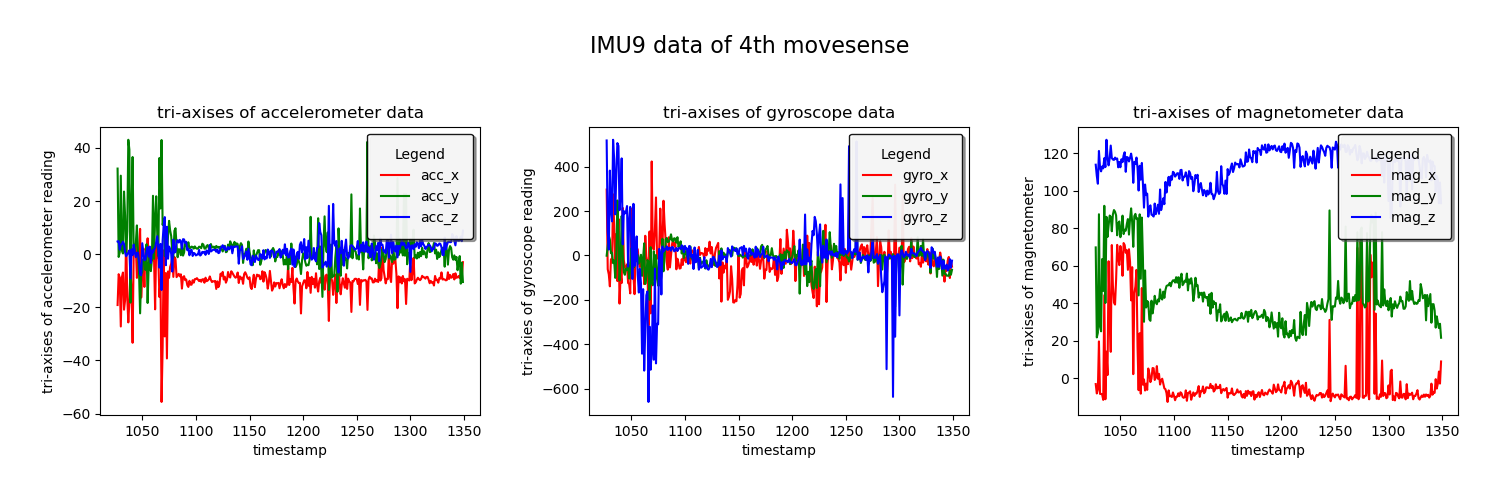 IMU9 data of 4th movesense
tri-axises of accelerometer data
tri-axises of accelerometer reading
40
20
0
−20
−40
−60
1050 1100 1150 1200 1250 1300 1350
timestamp
Legend
acc_x
acc_y
acc_z
tri-axises of gyroscope data
tri-axies of gyroscope reading
400
200
0
−200
−400
−600
1050 1100 1150 1200 1250 1300 1350
timestamp
Legend
gyro_x
gyro_y
gyro_z
tri-axises of magnetometer data
tri-axises of magnetometer
120
100
80
60
40
20
0
1050 1100 1150 1200 1250 1300 1350
timestamp
Legend
mag_x
mag_y
mag_z